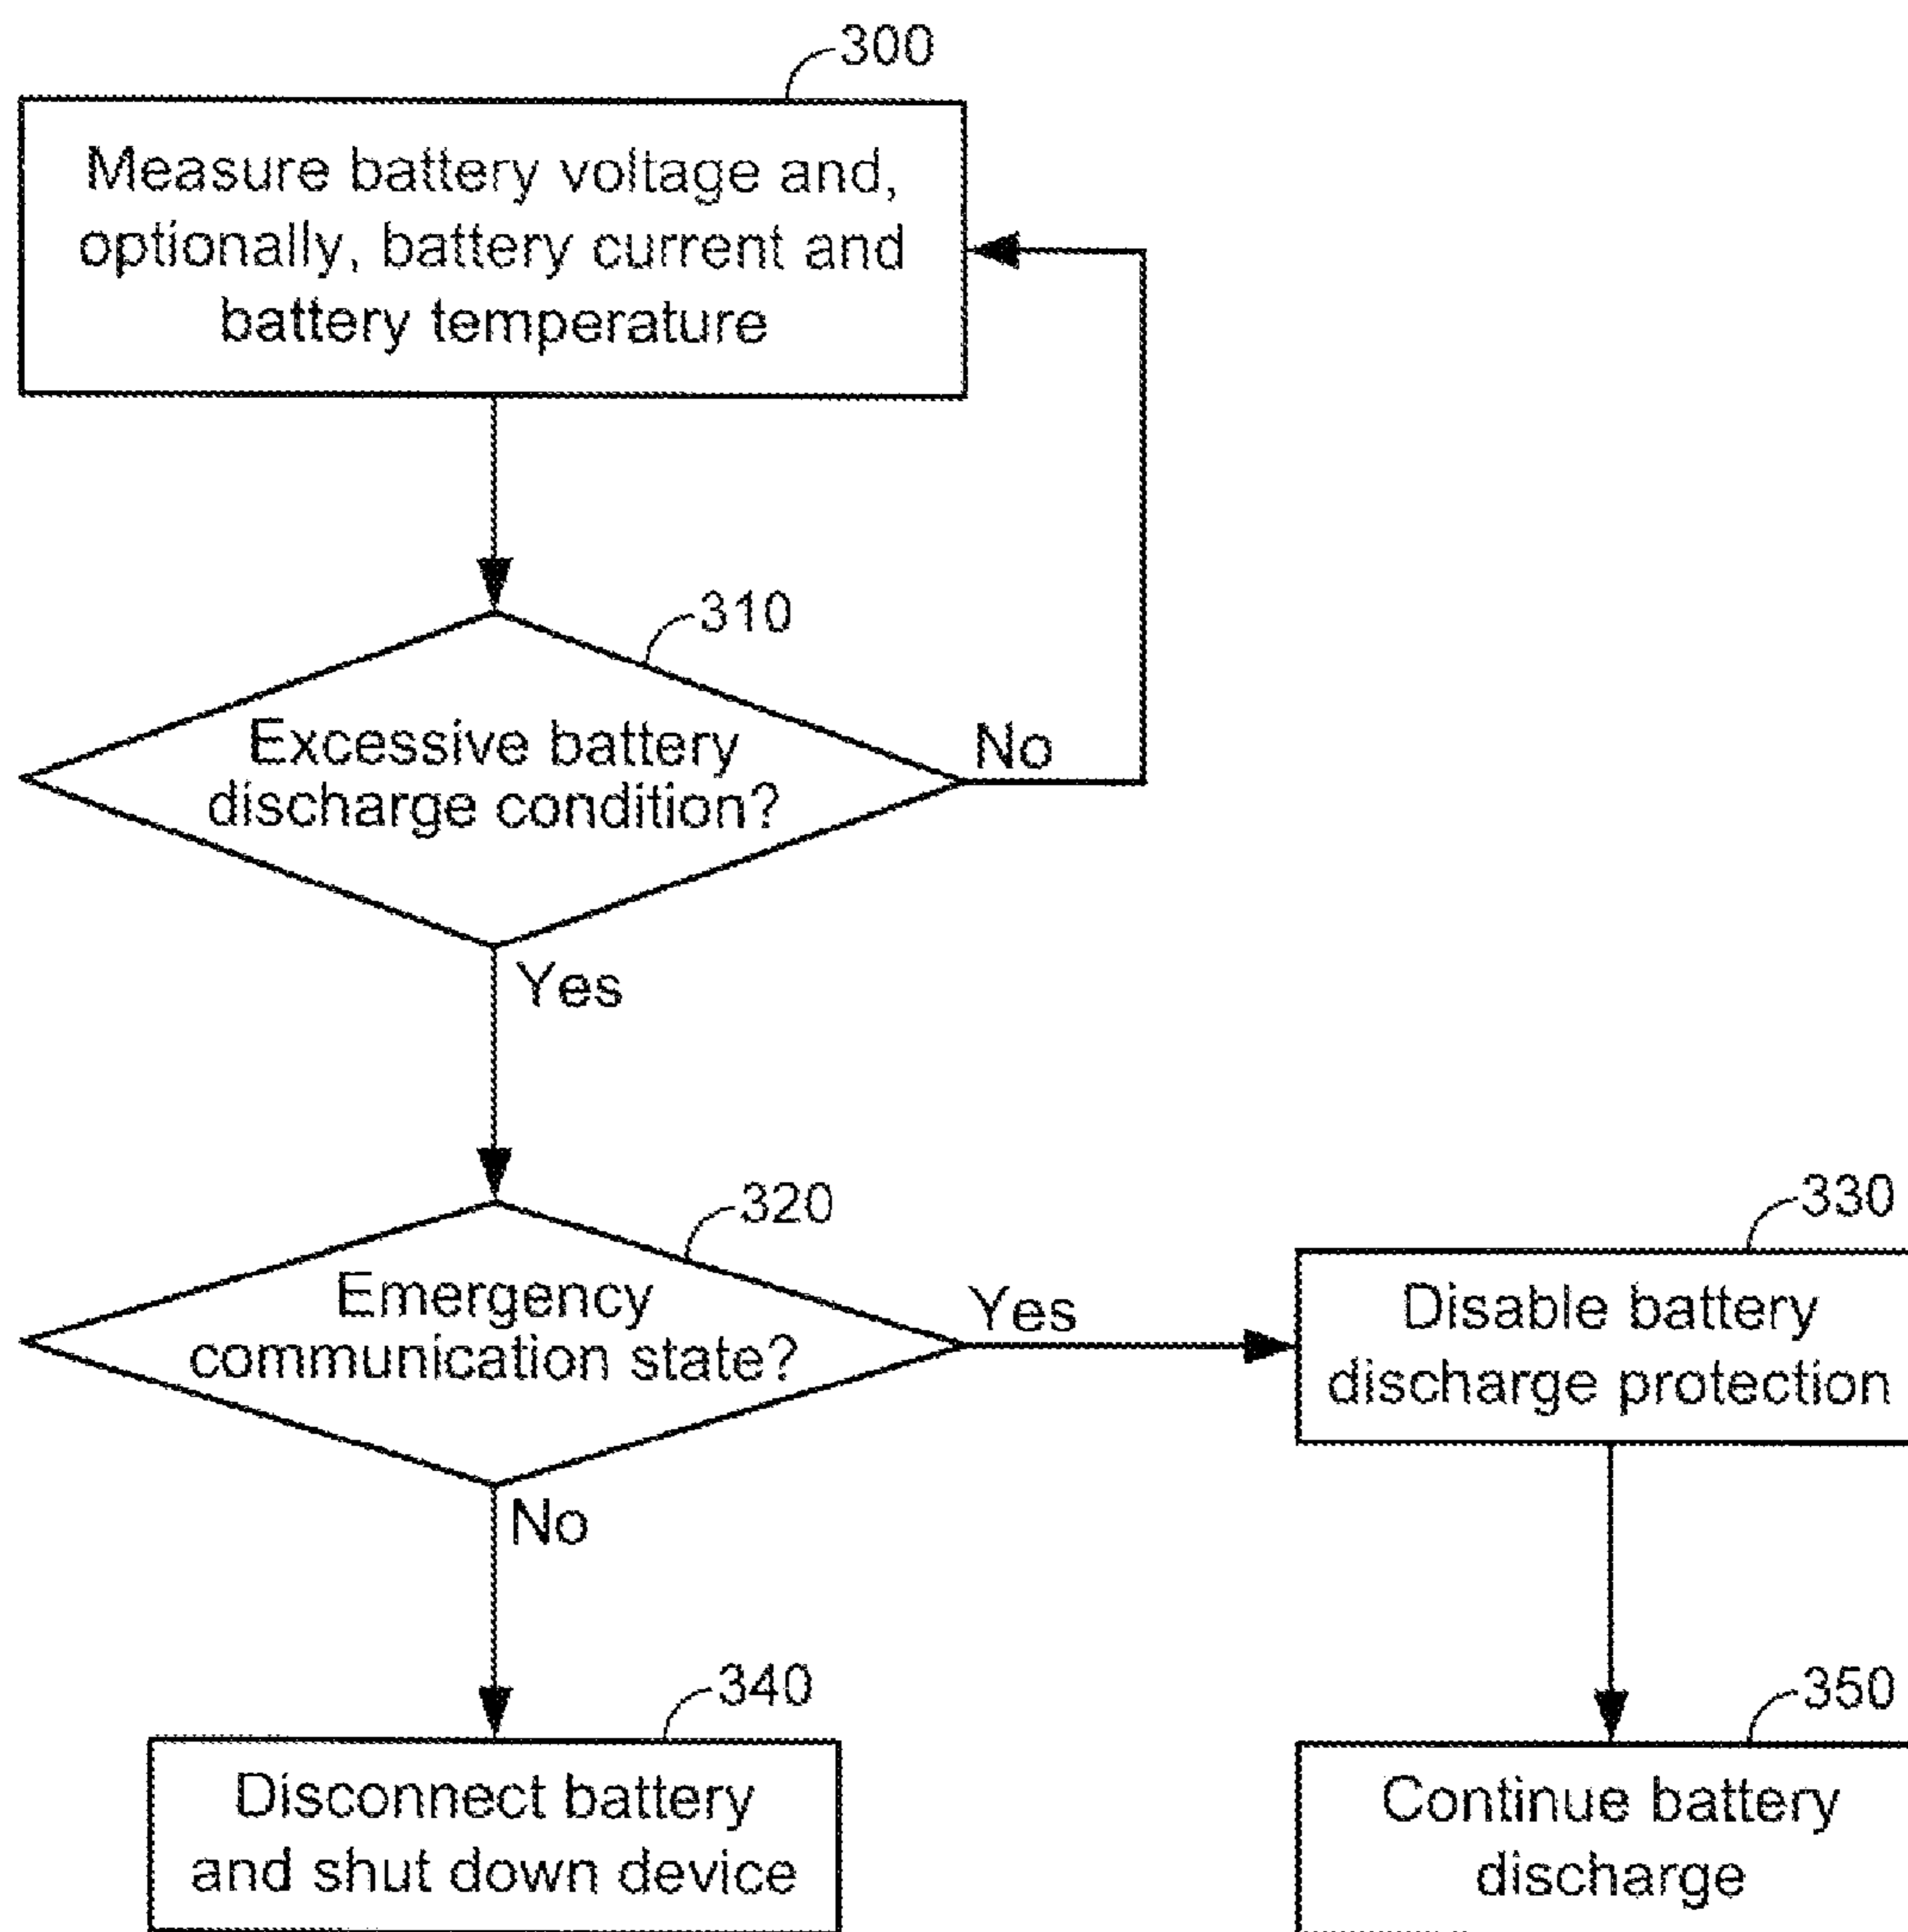 300
Measure battery voltage and,
optionally, battery current and
battery temperature
310
Excessive battery
discharge condition?
No
Yes
320
Emergency
communication state?
Yes
No
330
Disable battery
discharge protection
340
Disconnect battery
and shut down device
350
Continue battery
discharge